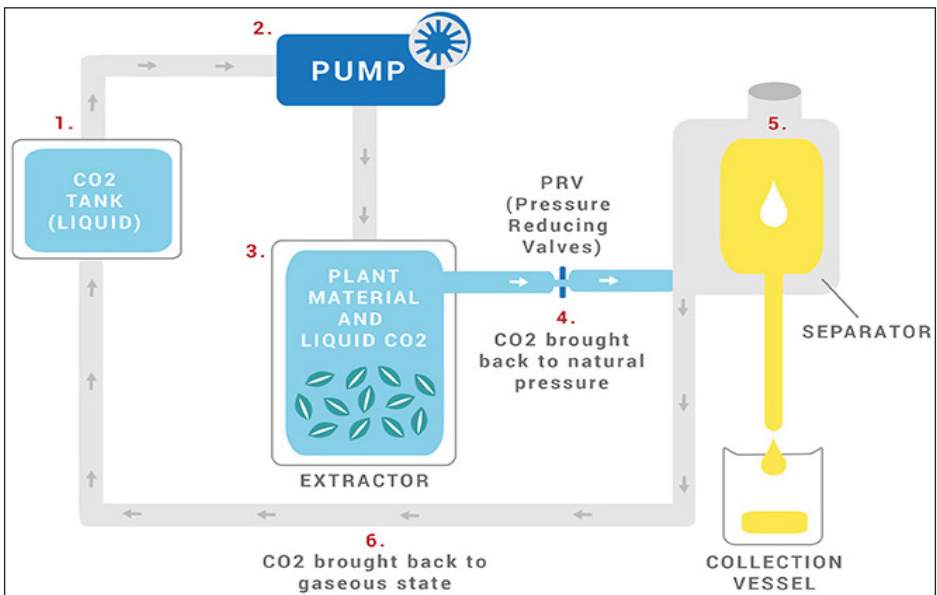 1.
CO2
TANK
(LIQUID)
2.
PUMP
3.
PLANT
MATERIAL
AND
LIQUID CO2
EXTRACTOR
PRV
(Pressure
Reducing
Valves)
4.
CO2 brought
back to natural
pressure
5.
SEPARATOR
COLLECTION
VESSEL
6.
CO2 brought back to
gaseous state